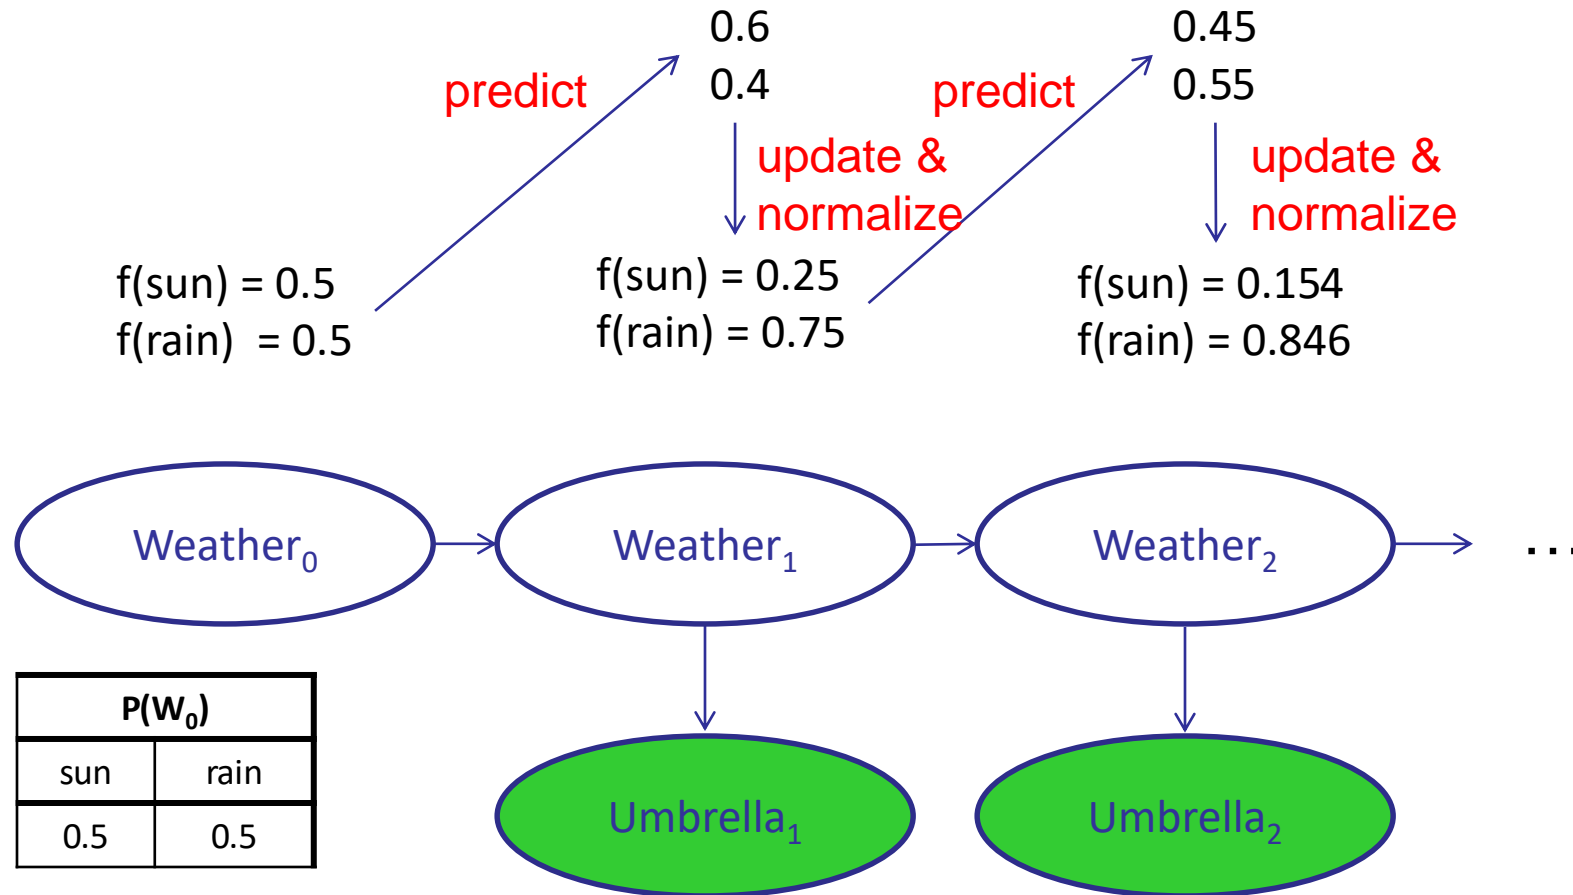 0.6
0.4
0.45
0.55
predict
predict
update &
normalize
update &
normalize
f(sun) = 0.5
f(rain)  = 0.5
f(sun) = 0.25
f(rain) = 0.75
f(sun) = 0.154
f(rain) = 0.846
Weather₀
Weather₁
Weather₂
...
P(W₀)
sun rain
0.5 0.5
Umbrella₁
Umbrella₂